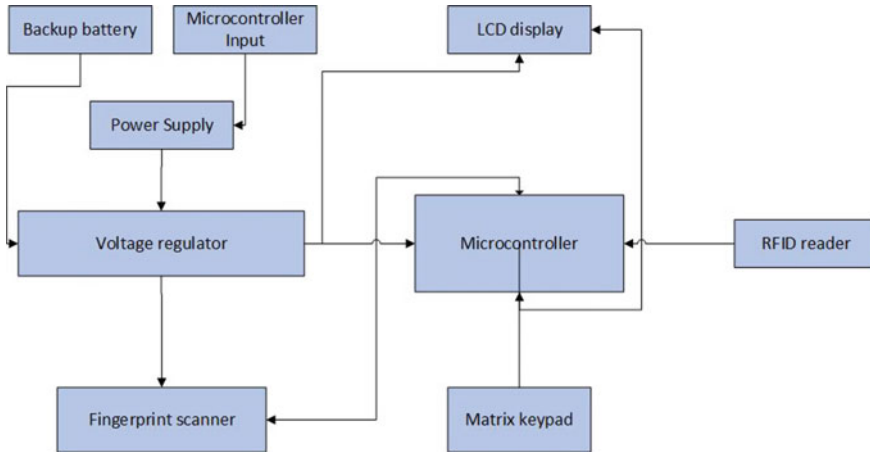 Backup battery
Microcontroller
Input
LCD display
Power Supply
Voltage regulator
Microcontroller
RFID reader
Fingerprint scanner
Matrix keypad